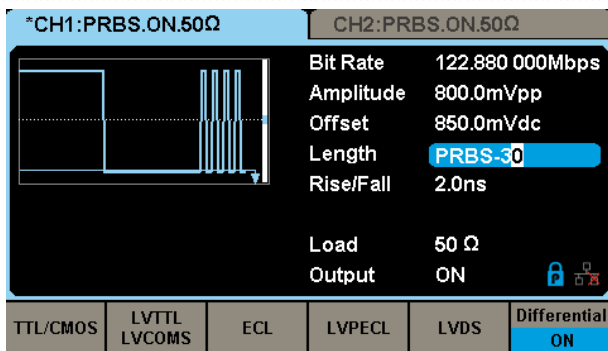 *CH1:PRBS.ON.50Ω
CH2:PRBS.ON.50Ω
Bit Rate 122.880 000Mbps
Amplitude 800.0mVpp
Offset 850.0mVdc
Length PRBS-30
Rise/Fall 2.0ns
Load 50 Ω
Output ON
P
TTL/CMOS
LVTTL
LVCOMS
ECL
LVPECL
LVDS
Differential
ON